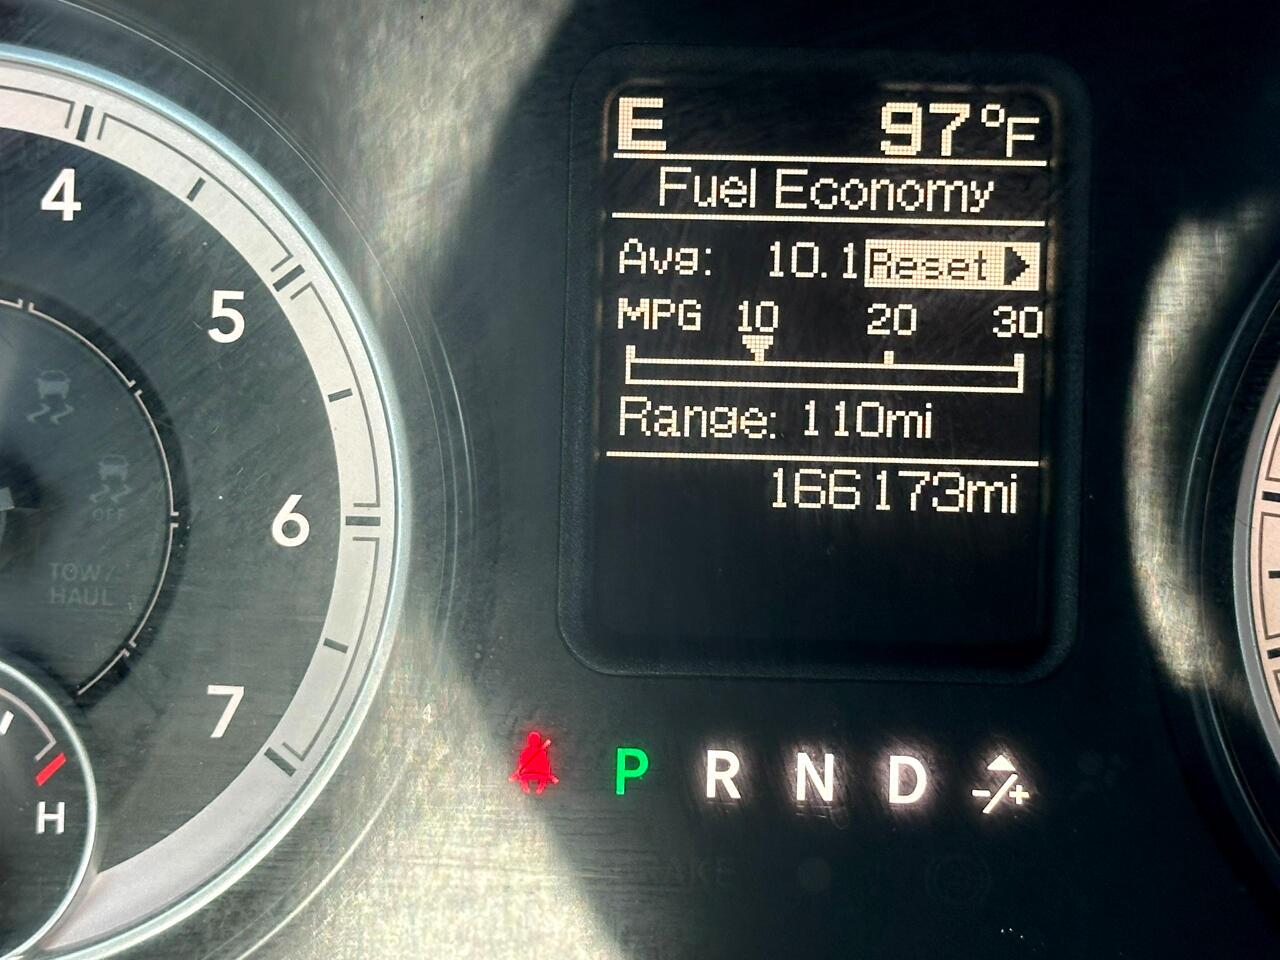 E 97°F
Fuel Economy
Avg: 10.1 Reset
MPG 10 20 30
Range: 110mi
166173mi
4
5
6
7
OFF
TOW/
HAUL
H
P R N D -/+